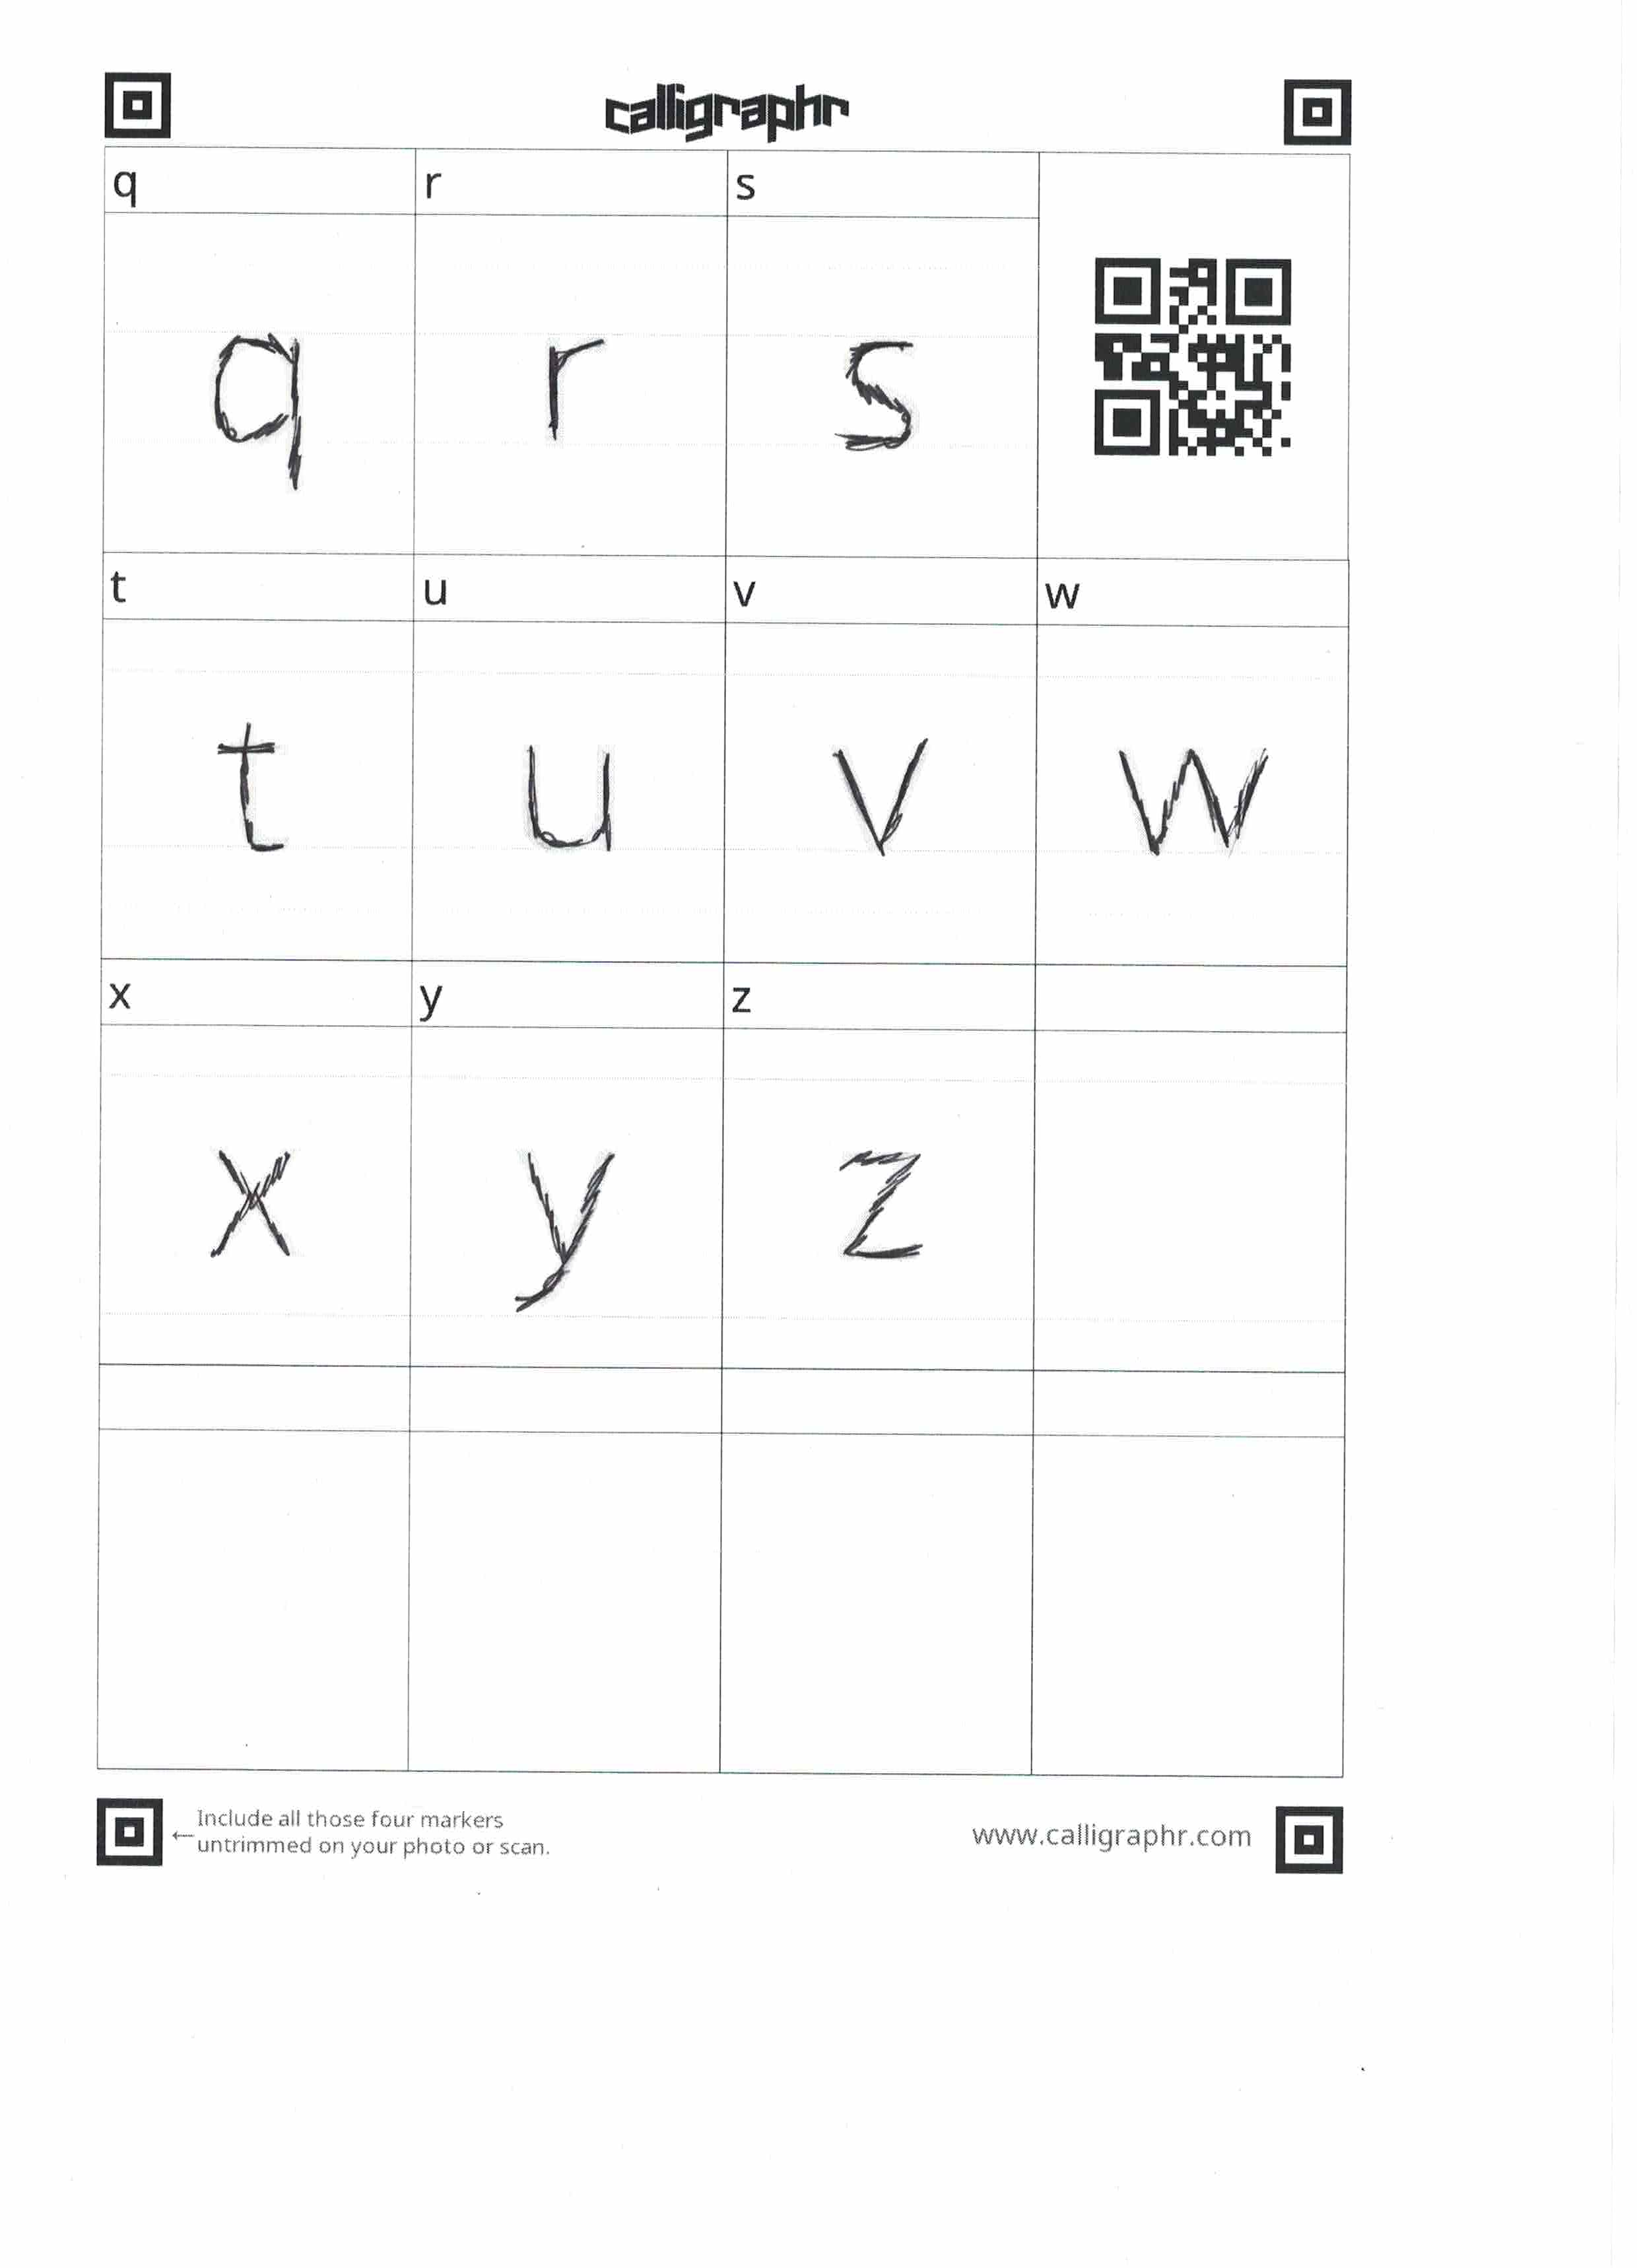 calligraphr
q r s
q r s
t u v w
t u v w
x y z
x y z
← Include all those four markers
untrimmed on your photo or scan.
www.calligraphr.com